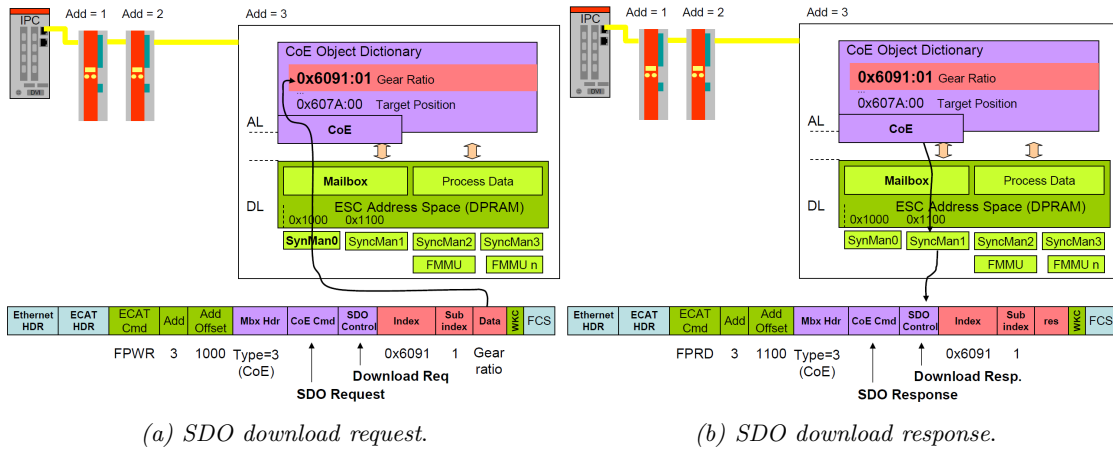 IPC
DVI
Add = 1
Add = 2
Add = 3
CoE Object Dictionary
0x6091:01 Gear Ratio
...
0x607A:00 Target Position
AL
CoE
Mailbox
Process Data
DL
ESC Address Space (DPRAM)
0x1000 0x1100
SynMan0 SyncMan1 SyncMan2 SyncMan3
FMMU FMMU n
Ethernet HDR
ECAT HDR
ECAT Cmd
Add
Add Offset
Mbx Hdr
CoE Cmd
SDO Control
Index
Sub index
Data
WKC
FCS
FPWR 3 1000 Type=3 (CoE) 0x6091 1 Gear ratio
Download Req
SDO Request
(a) SDO download request.
IPC
DVI
Add = 1
Add = 2
Add = 3
CoE Object Dictionary
0x6091:01 Gear Ratio
...
0x607A:00 Target Position
AL
CoE
Mailbox
Process Data
DL
ESC Address Space (DPRAM)
0x1000 0x1100
SynMan0 SyncMan1 SyncMan2 SyncMan3
FMMU FMMU n
Ethernet HDR
ECAT HDR
ECAT Cmd
Add
Add Offset
Mbx Hdr
CoE Cmd
SDO Control
Index
Sub index
res
WKC
FCS
FPRD 3 1100 Type=3 (CoE) 0x6091 1
Download Resp.
SDO Response
(b) SDO download response.